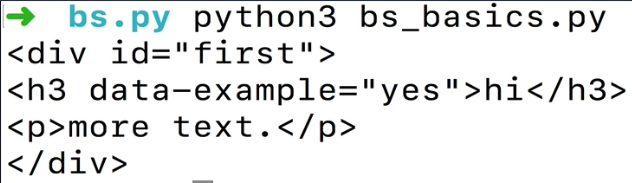 ➜ bs.py python3 bs_basics.py
<div id="first">
<h3 data-example="yes">hi</h3>
<p>more text.</p>
</div>